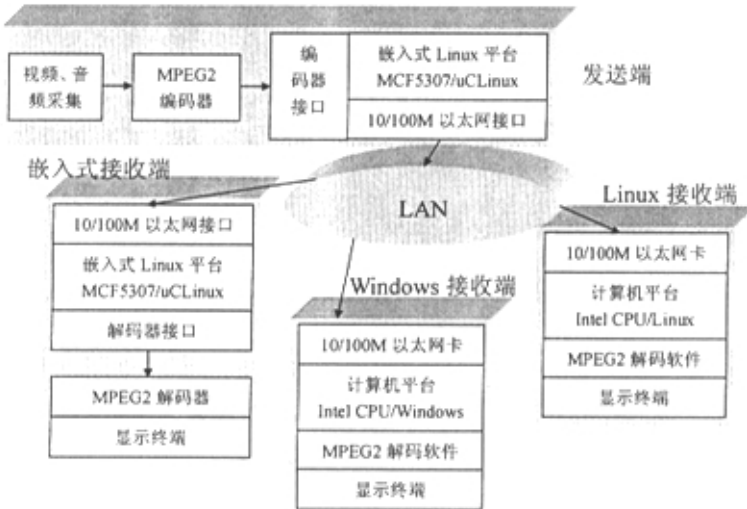 视频、音
频采集
MPEG2
编码器
编
码器
接口
嵌入式 Linux 平台
MCF5307/uCLinux
10/100M 以太网接口
发送端
嵌入式接收端
10/100M 以太网接口
嵌入式 Linux 平台
MCF5307/uCLinux
解码器接口
MPEG2 解码器
显示终端
LAN
Windows 接收端
10/100M 以太网卡
计算机平台
Intel CPU/Windows
MPEG2 解码软件
显示终端
Linux 接收端
10/100M 以太网卡
计算机平台
Intel CPU/Linux
MPEG2 解码软件
显示终端